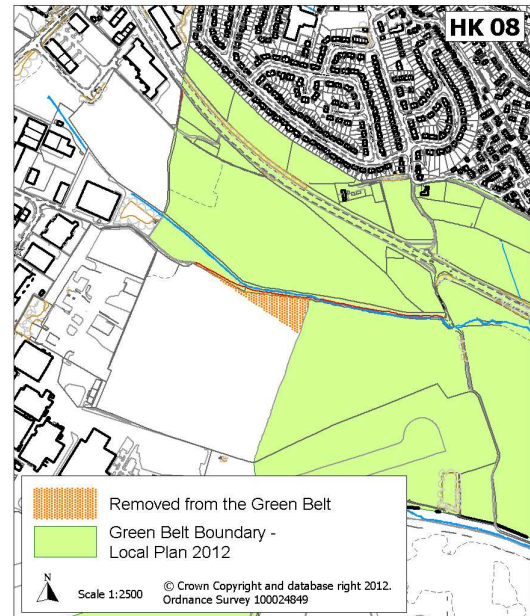 HK 08
Removed from the Green Belt
Green Belt Boundary -
Local Plan 2012
N
Scale 1:2500
© Crown Copyright and database right 2012.
Ordnance Survey 100024849